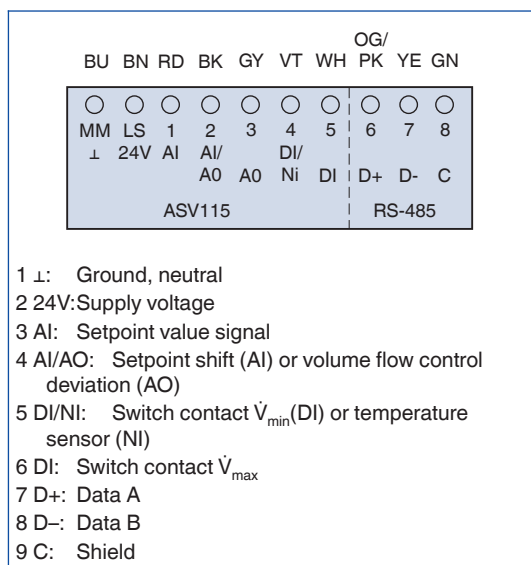 OG/
BU BN RD BK GY VT WH PK YE GN
MM LS 1 2 3 4 5 6 7 8
⊥ 24V AI AI/ DI/
A0 A0 Ni DI D+ D- C
ASV115 RS-485
1 ⊥: Ground, neutral
2 24V:Supply voltage
3 AI: Setpoint value signal
4 AI/AO: Setpoint shift (AI) or volume flow control
deviation (AO)
5 DI/NI: Switch contact V̇min(DI) or temperature
sensor (NI)
6 DI: Switch contact V̇max
7 D+: Data A
8 D–: Data B
9 C: Shield